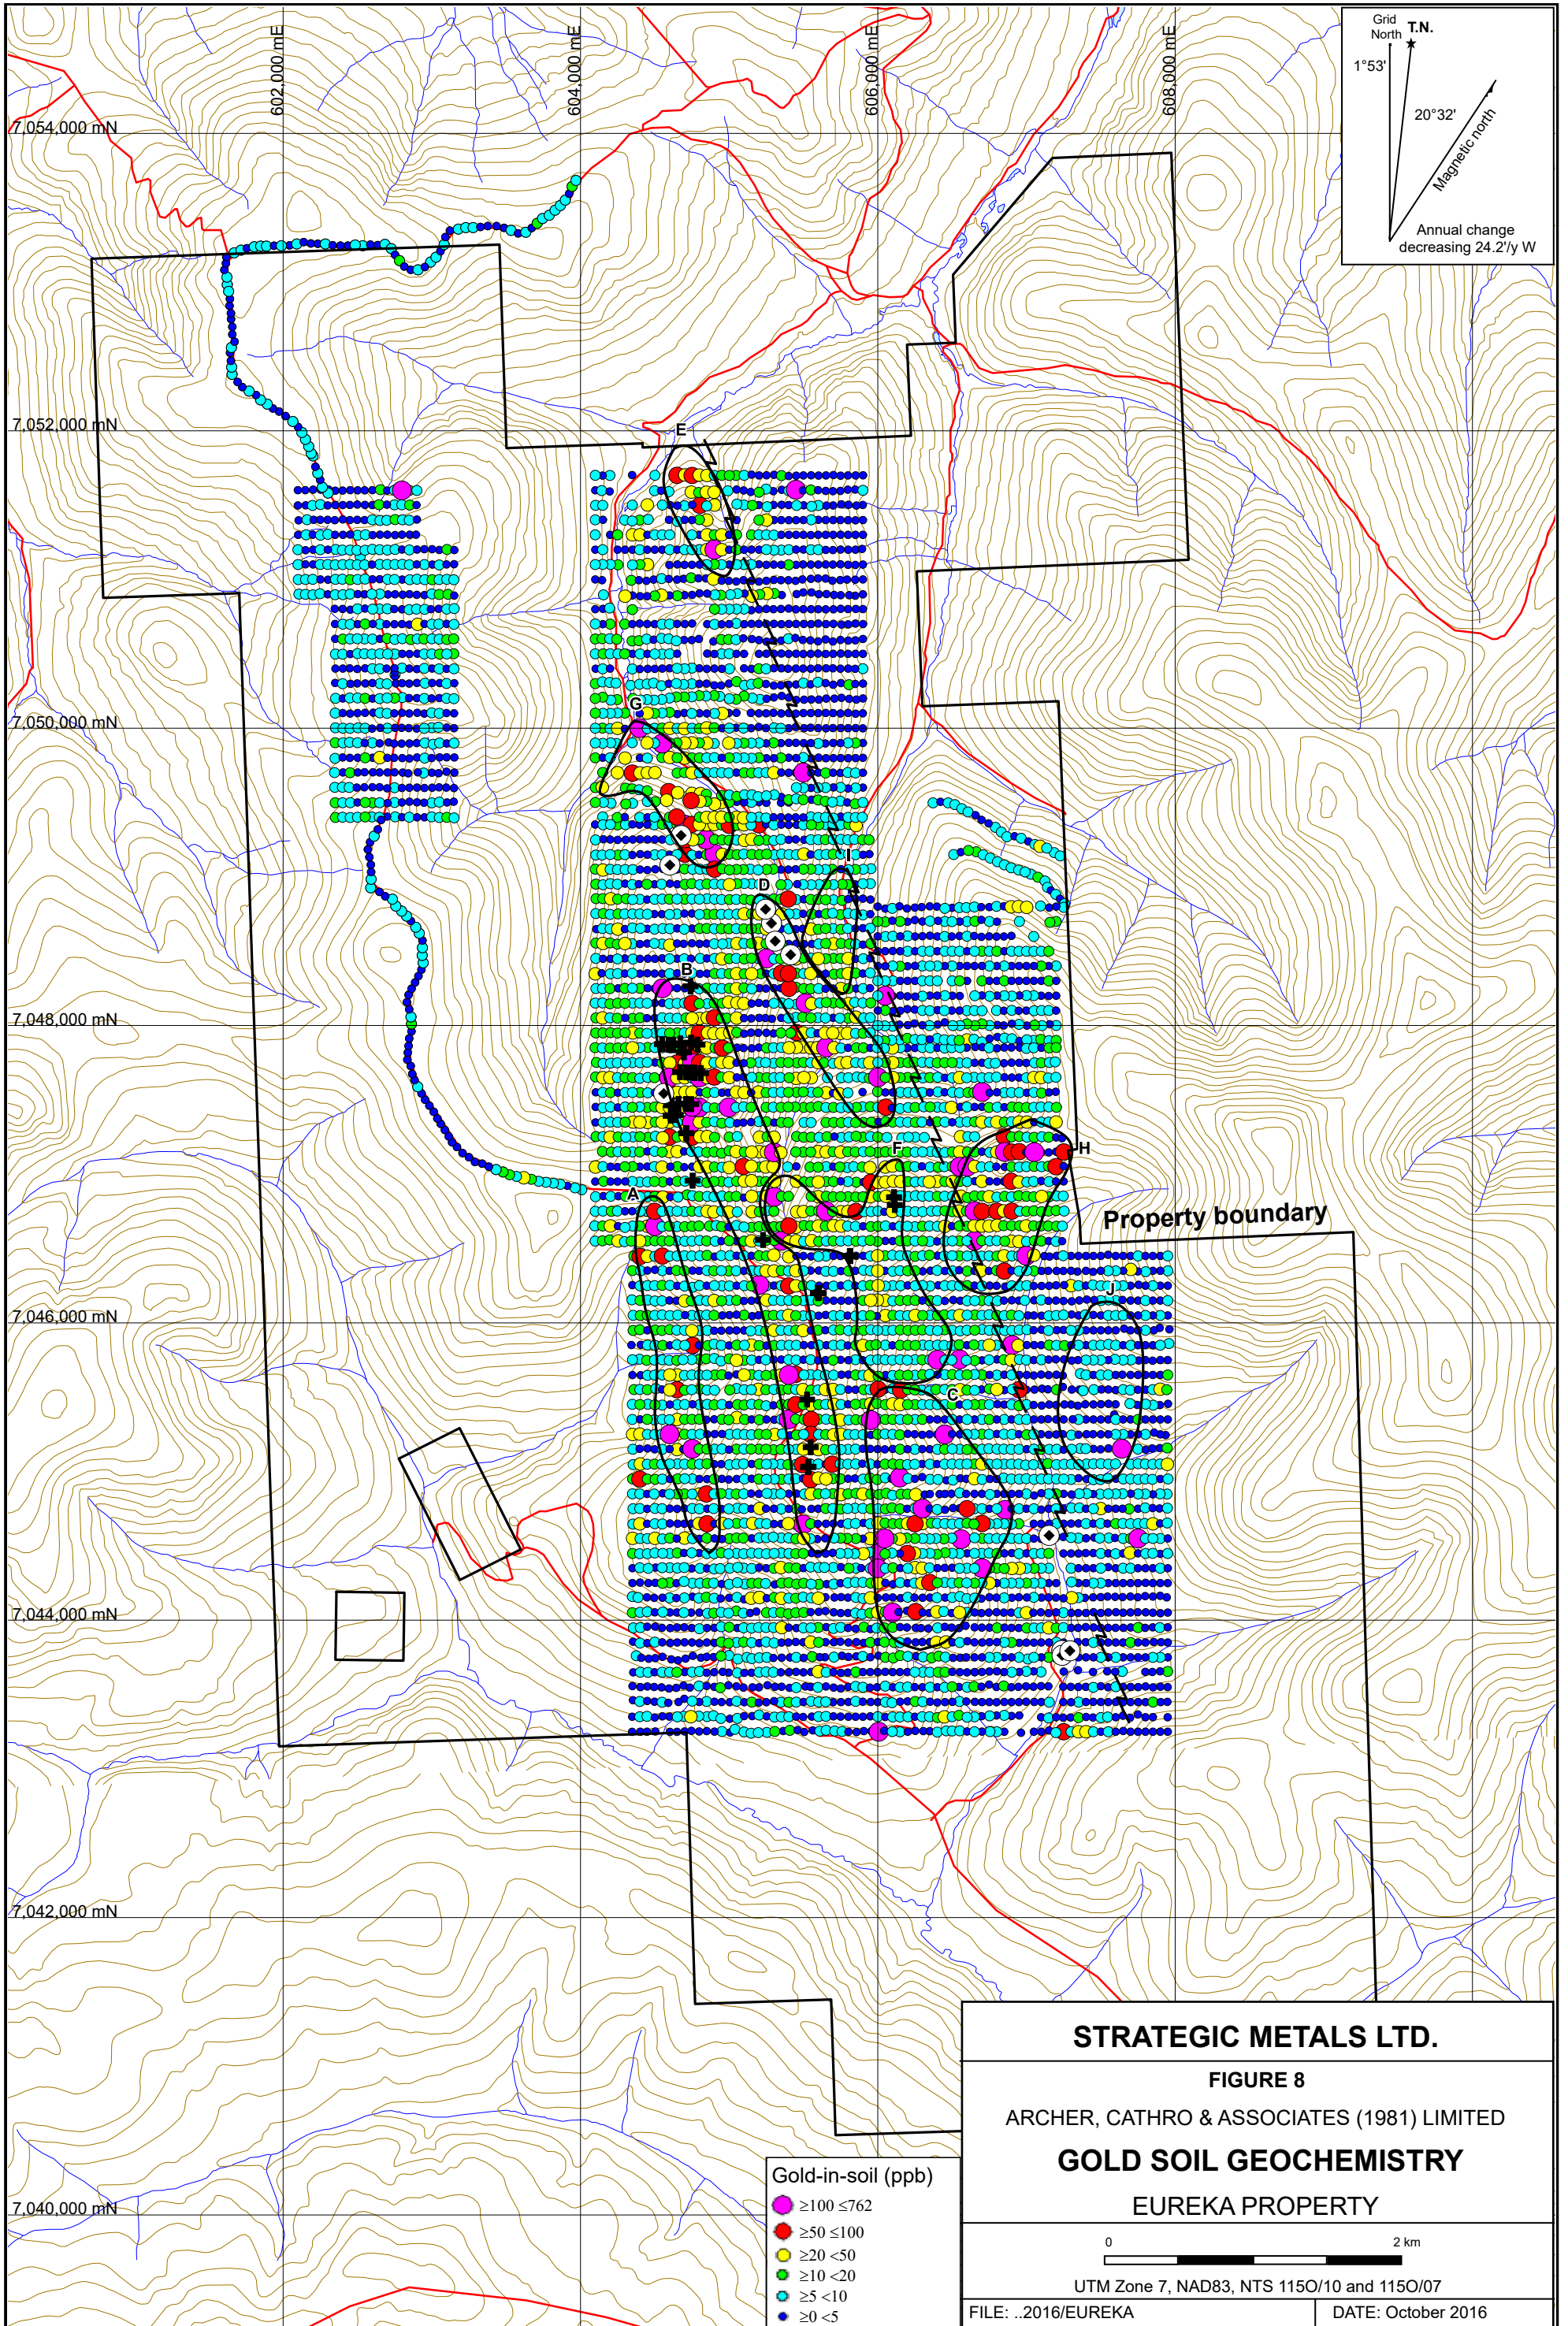 602,000 mE
604,000 mE
606,000 mE
608,000 mE
Grid
North
T.N.
1°53'
20°32'
Magnetic north
Annual change
decreasing 24.2'/y W
7,054,000 mN
7,052,000 mN
E
7,050,000 mN
G
I
D
B
7,048,000 mN
F
H
A
Property boundary
J
7,046,000 mN
C
7,044,000 mN
7,042,000 mN
7,040,000 mN
Gold-in-soil (ppb)
≥100 ≤762
≥50 ≤100
≥20 <50
≥10 <20
≥5 <10
≥0 <5
STRATEGIC METALS LTD.
FIGURE 8
ARCHER, CATHRO & ASSOCIATES (1981) LIMITED
GOLD SOIL GEOCHEMISTRY
EUREKA PROPERTY
0 2 km
UTM Zone 7, NAD83, NTS 115O/10 and 115O/07
FILE: ..2016/EUREKA DATE: October 2016